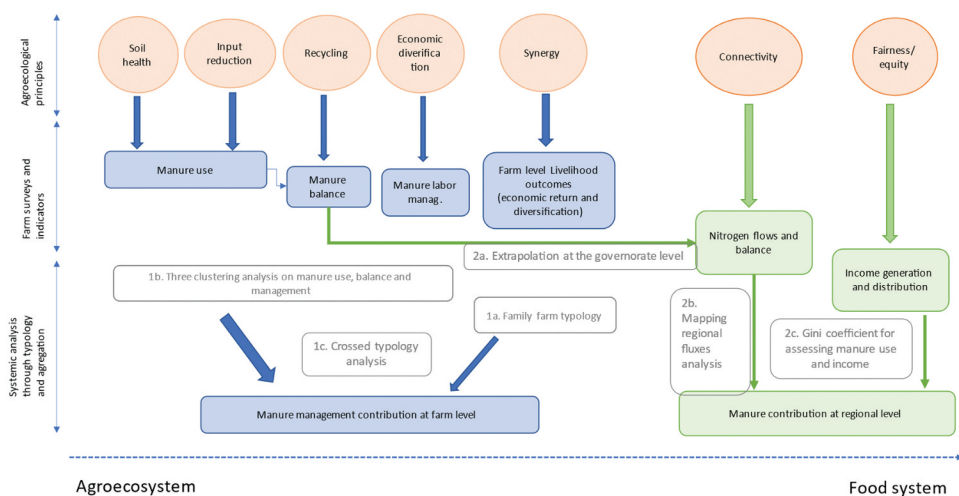 Agroecological
principles
Soil
health
Input
reduction
Recycling
Economic
diverifica
tion
Synergy
Connectivity
Fairness/
equity
Farm surveys and
indicators
Manure use
Manure
balance
Manure labor
manag.
Farm level Livelihood
outcomes
(economic return and
diversification)
Nitrogen flows and
balance
2a. Extrapolation at the governorate level
Income generation
and distribution
Systemic analysis
through typology
and agregation
1b. Three clustering analysis on manure use, balance and
management
1a. Family farm typology
1c. Crossed typology
analysis
2b.
Mapping
regional
fluxes
analysis
2c. Gini coefficient for
assessing manure use
and income
Manure management contribution at farm level
Manure contribution at regional level
Agroecosystem
Food system